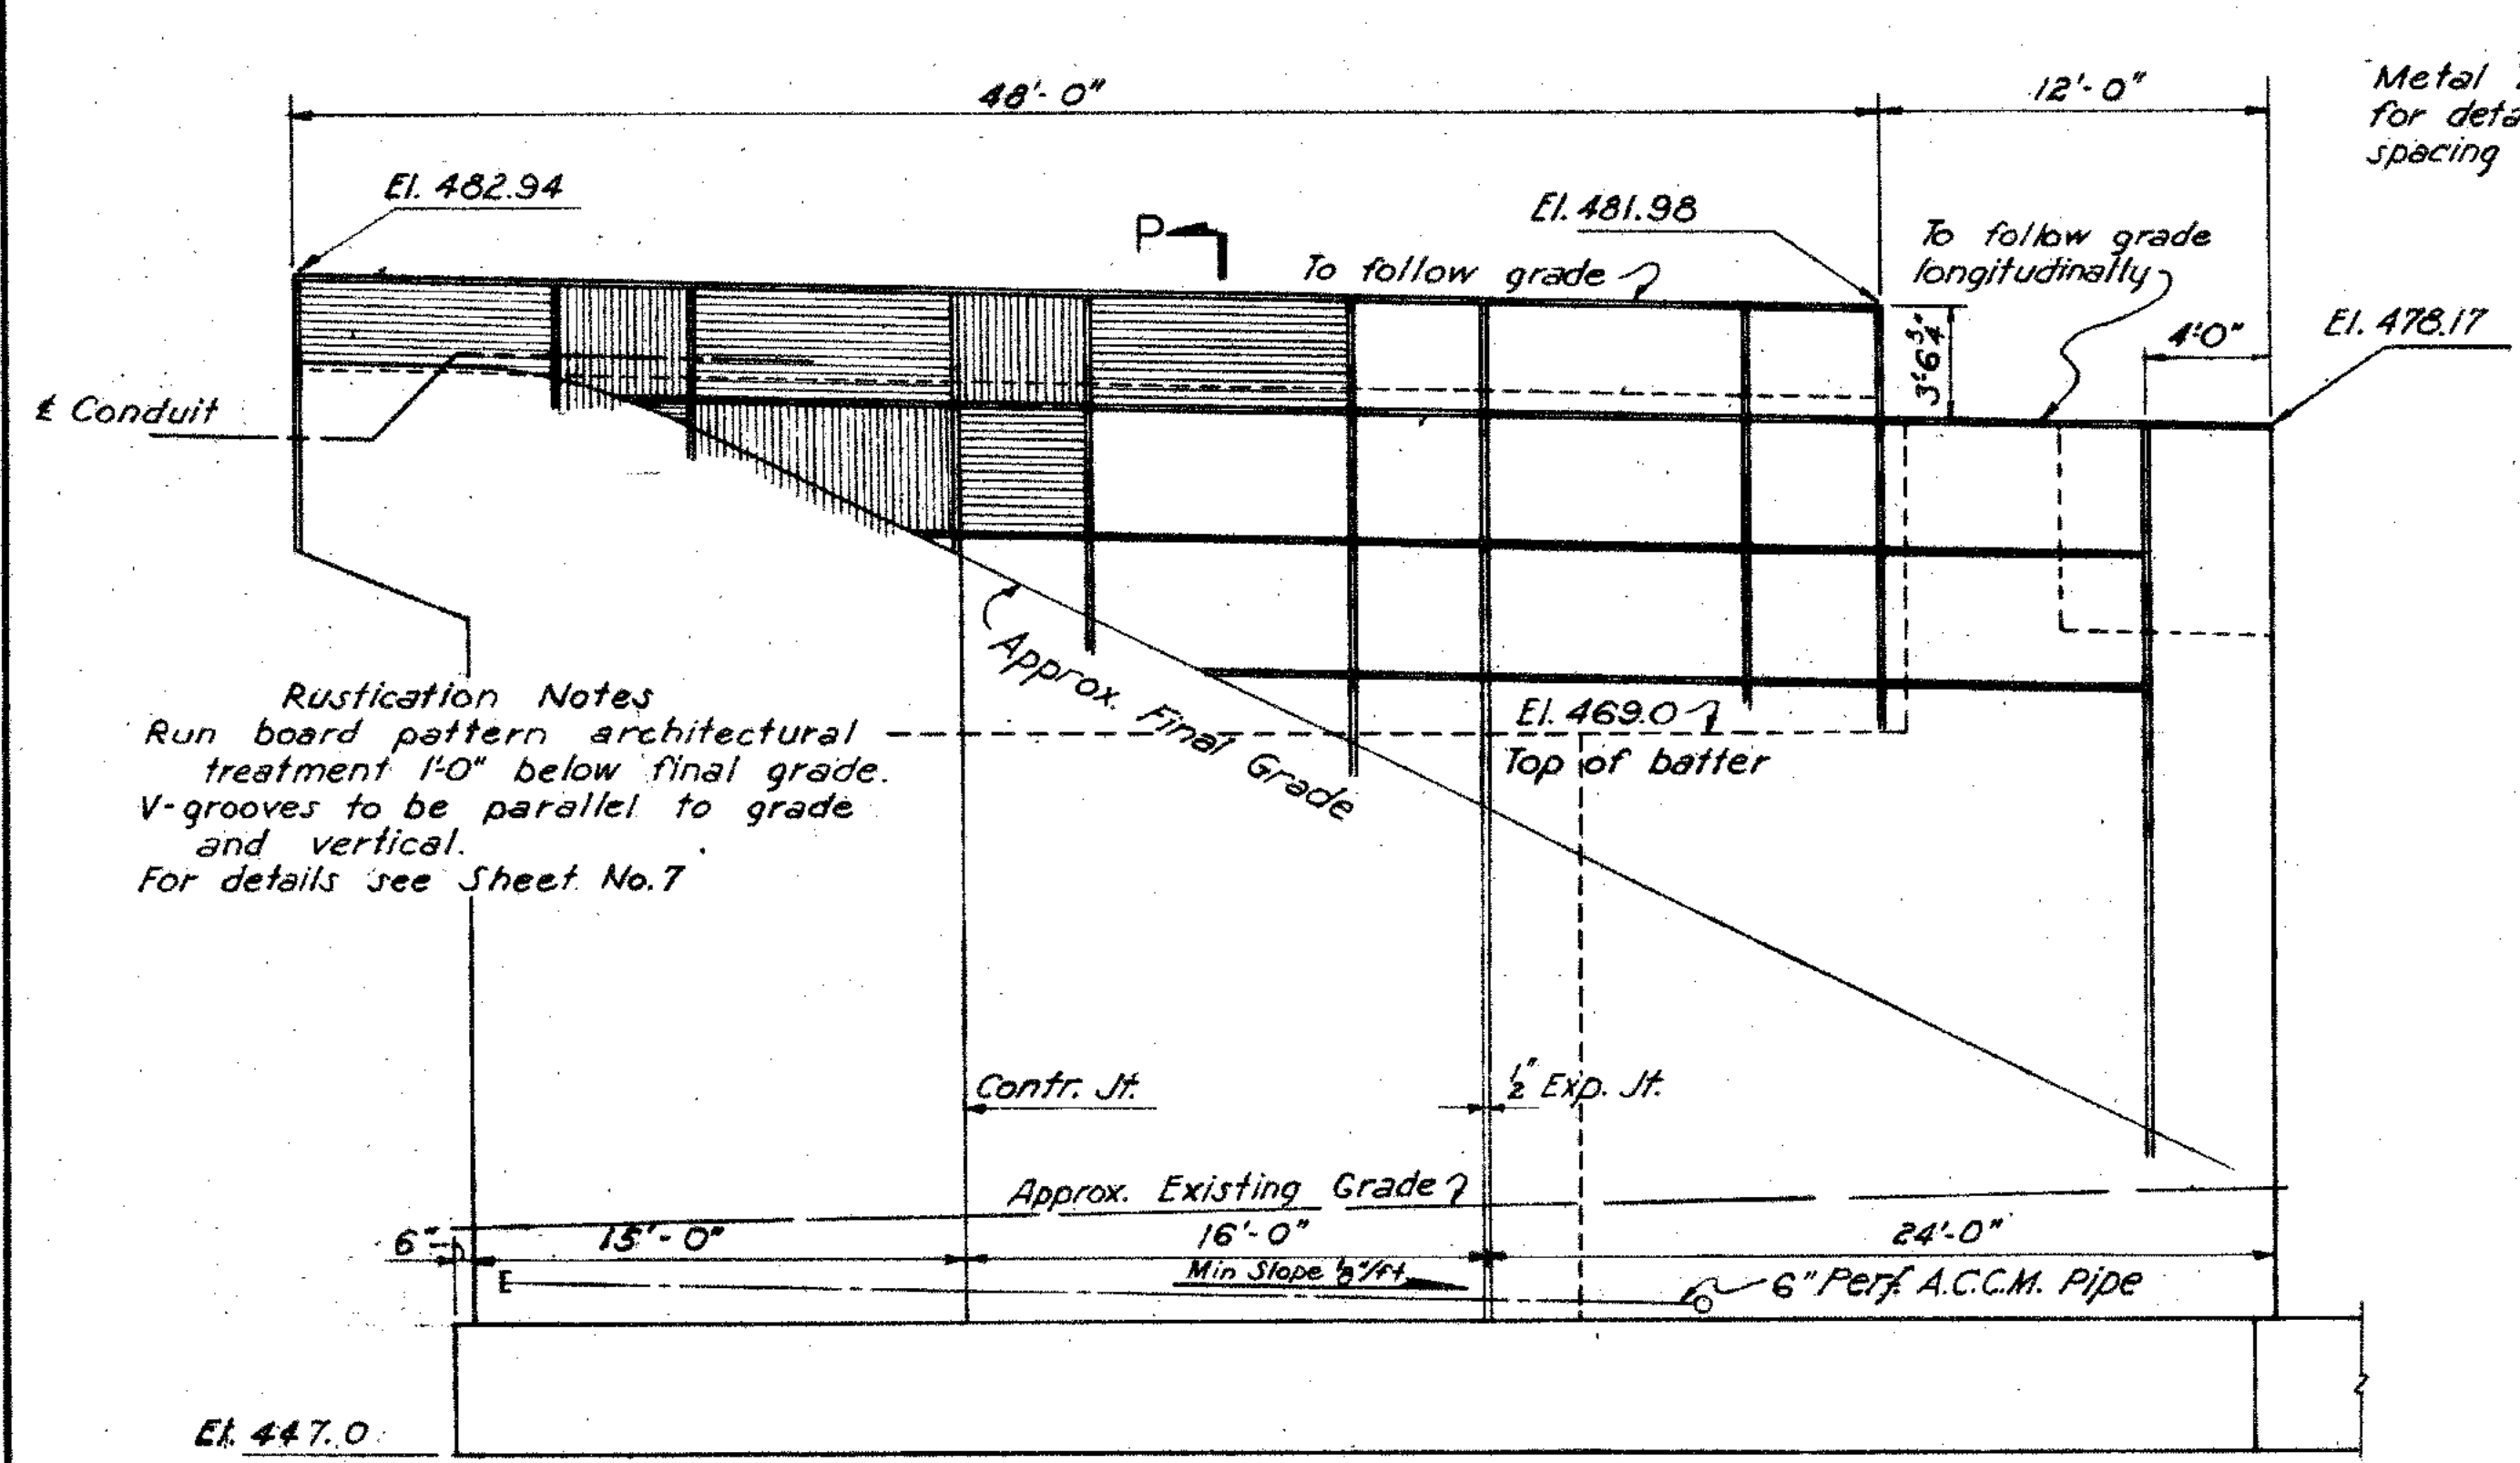 48'-0"
12'-0"
Metal
for deta
spacing
El. 482.94
El. 481.98
P
To follow grade
To follow grade
longitudinally
4'0"
El. 478.17
3'-6 3/4"
℄ Conduit
Rustication Notes
Run board pattern architectural
treatment 1'-0" below final grade.
V-grooves to be parallel to grade
and vertical.
For details see Sheet No. 7
Approx. Final Grade
El. 469.0
Top of batter
Contr. Jt.
1/2" Exp. Jt.
Approx. Existing Grade
6"
15'-0"
16'-0"
24'-0"
E
Min Slope 1/8"/ft
6" Perf. A.C.C.M. Pipe
El. 447.0